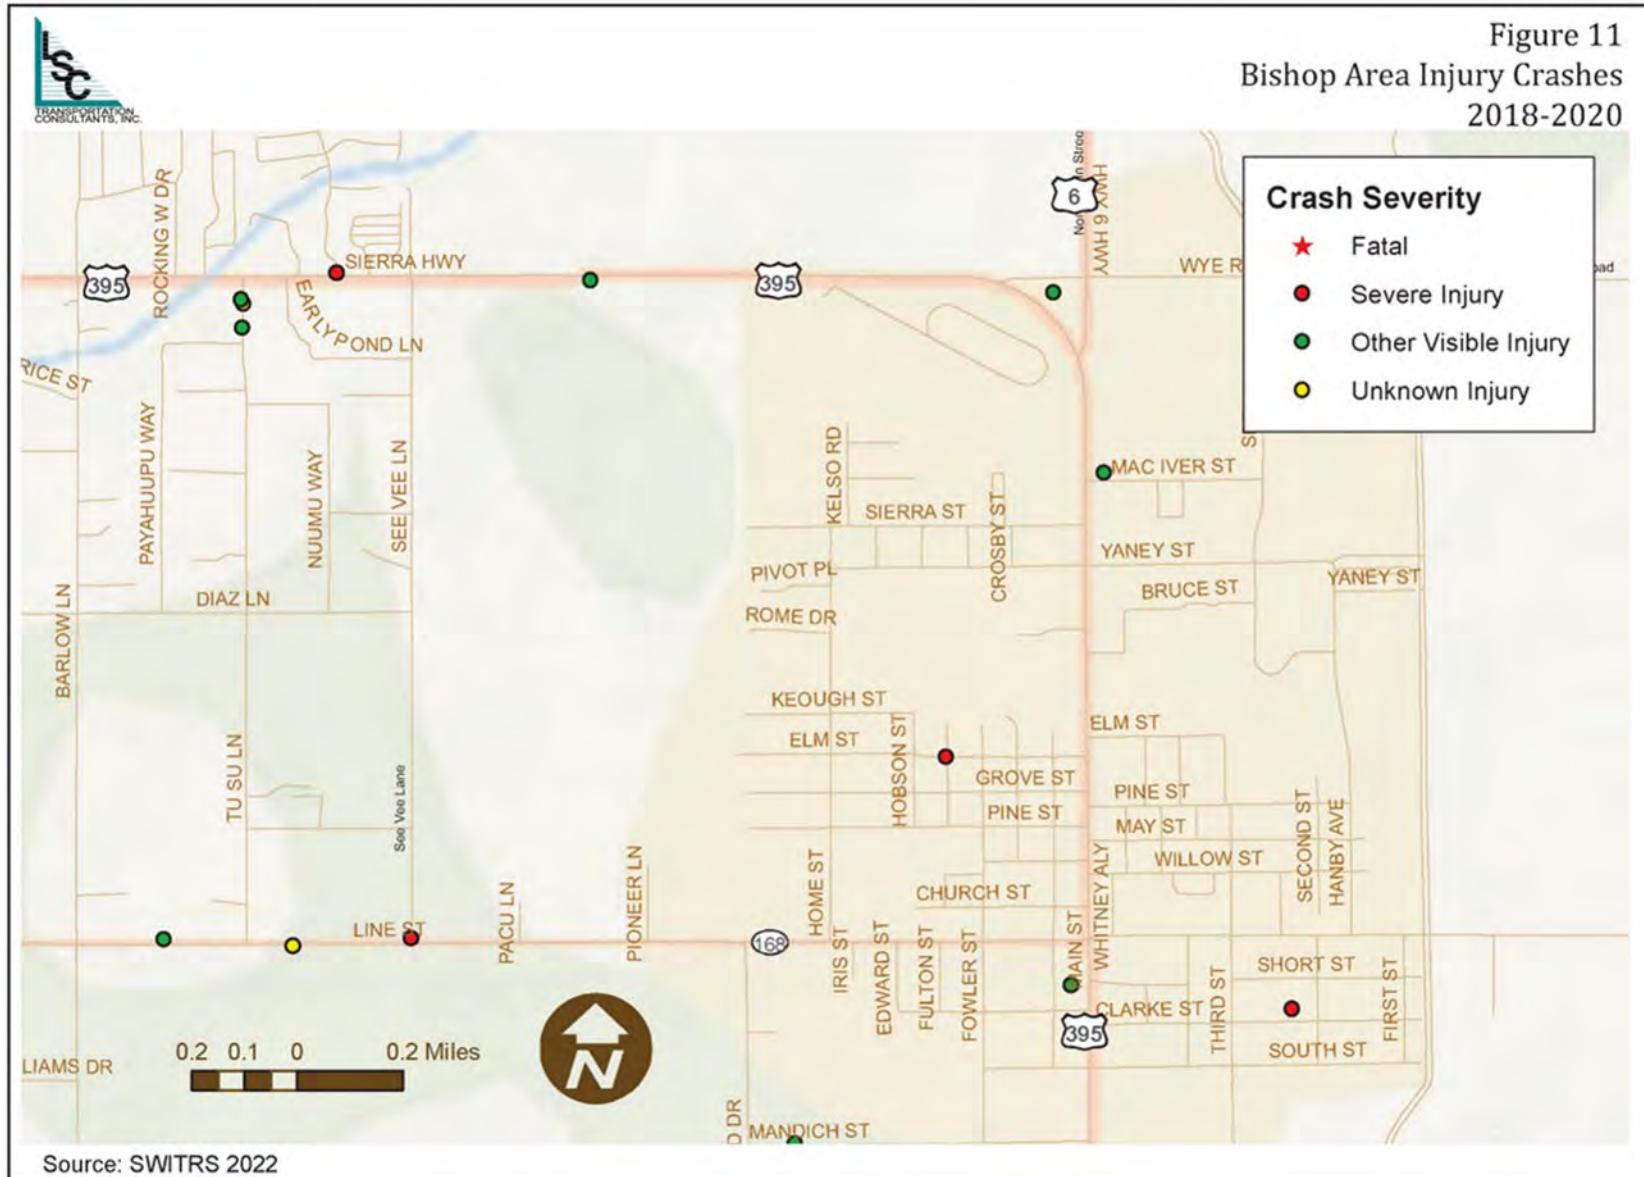 LSC
TRANSPORTATION
CONSULTANTS, INC.
Figure 11
Bishop Area Injury Crashes
2018-2020
Crash Severity
Fatal
Severe Injury
Other Visible Injury
Unknown Injury
6
HWY 6 HWY
ROCKING W DR
SIERRA HWY
395
395
WYE R
oad
EARLYPOND LN
RICE ST
PAYAHUUPU WAY
NUUMU WAY
SEE VEE LN
KELSO RD
MAC IVER ST
SIERRA ST
CROSBY ST
YANEY ST
YANEY ST
PIVOT PL
BRUCE ST
DIAZ LN
ROME DR
BARLOW LN
KEOUGH ST
ELM ST
ELM ST
HOBSON ST
GROVE ST
PINE ST
PINE ST
MAY ST
WILLOW ST
SECOND ST
HANBY AVE
TU SU LN
See Vee Lane
CHURCH ST
HOME ST
PIONEER LN
PACU LN
LINE ST
168
IRIS ST
EDWARD ST
FULTON ST
FOWLER ST
MAIN ST
WHITNEY ALY
SHORT ST
CLARKE ST
THIRD ST
FIRST ST
395
SOUTH ST
0.2 0.1 0 0.2 Miles
N
LIAMS DR
D DR
MANDICH ST
Source: SWITRS 2022